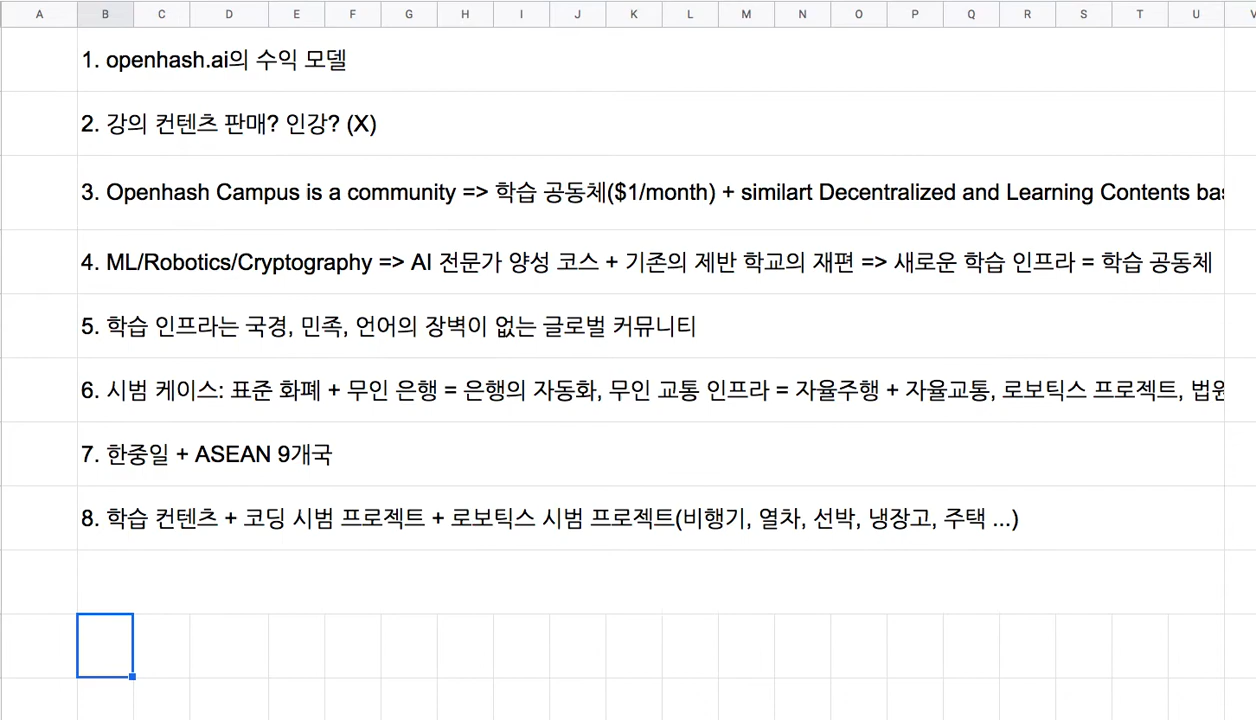 A B C D E F G H I J K L M N O P Q R S T U
1. openhash.ai의 수익 모델
2. 강의 컨텐츠 판매? 인강? (X)
3. Openhash Campus is a community => 학습 공동체($1/month) + similart Decentralized and Learning Contents
4. ML/Robotics/Cryptography => AI 전문가 양성 코스 + 기존의 제반 학교의 재편 => 새로운 학습 인프라 = 학습 공동체
5. 학습 인프라는 국경, 민족, 언어의 장벽이 없는 글로벌 커뮤니티
6. 시범 케이스: 표준 화폐 + 무인 은행 = 은행의 자동화, 무인 교통 인프라 = 자율주행 + 자율교통, 로보틱스 프로젝트,
7. 한중일 + ASEAN 9개국
8. 학습 컨텐츠 + 코딩 시범 프로젝트 + 로보틱스 시범 프로젝트(비행기, 열차, 선박, 냉장고, 주택 ...)